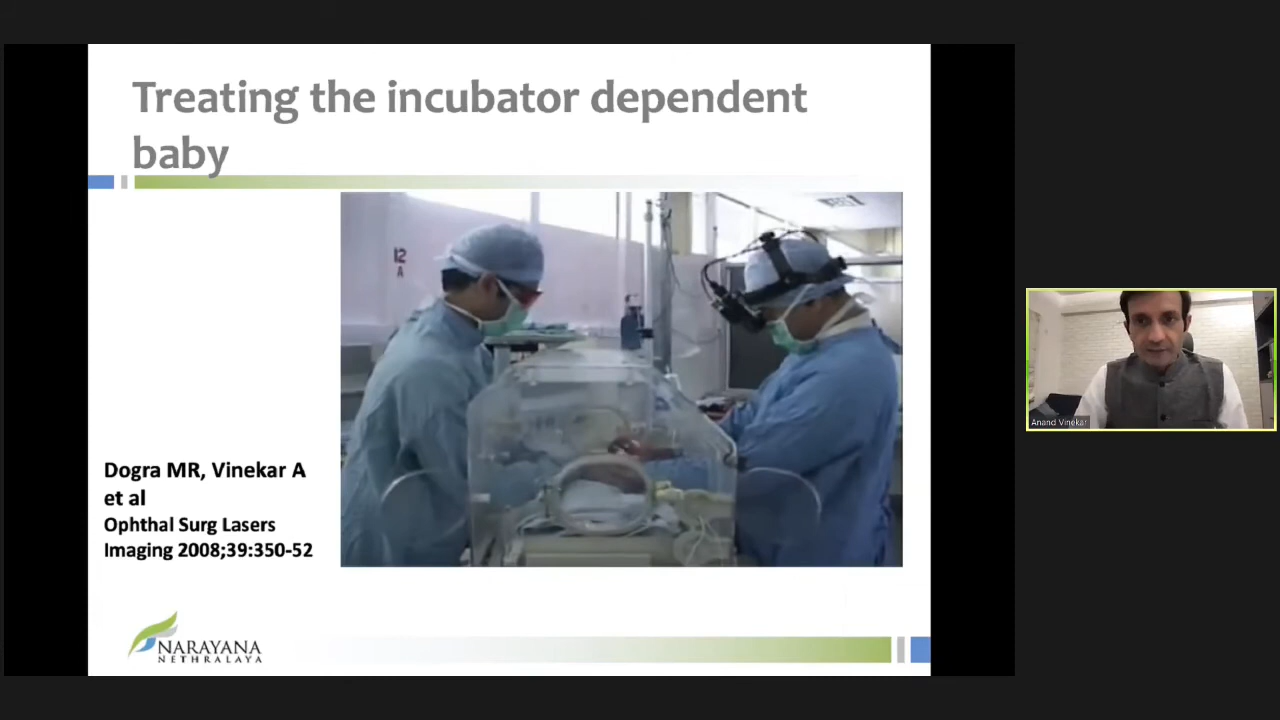 Treating the incubator dependent
baby
12
A
Dogra MR, Vinekar A
et al
Ophthal Surg Lasers
Imaging 2008;39:350-52
NARAYANA
NETHRALAYA
Anand Vinekar